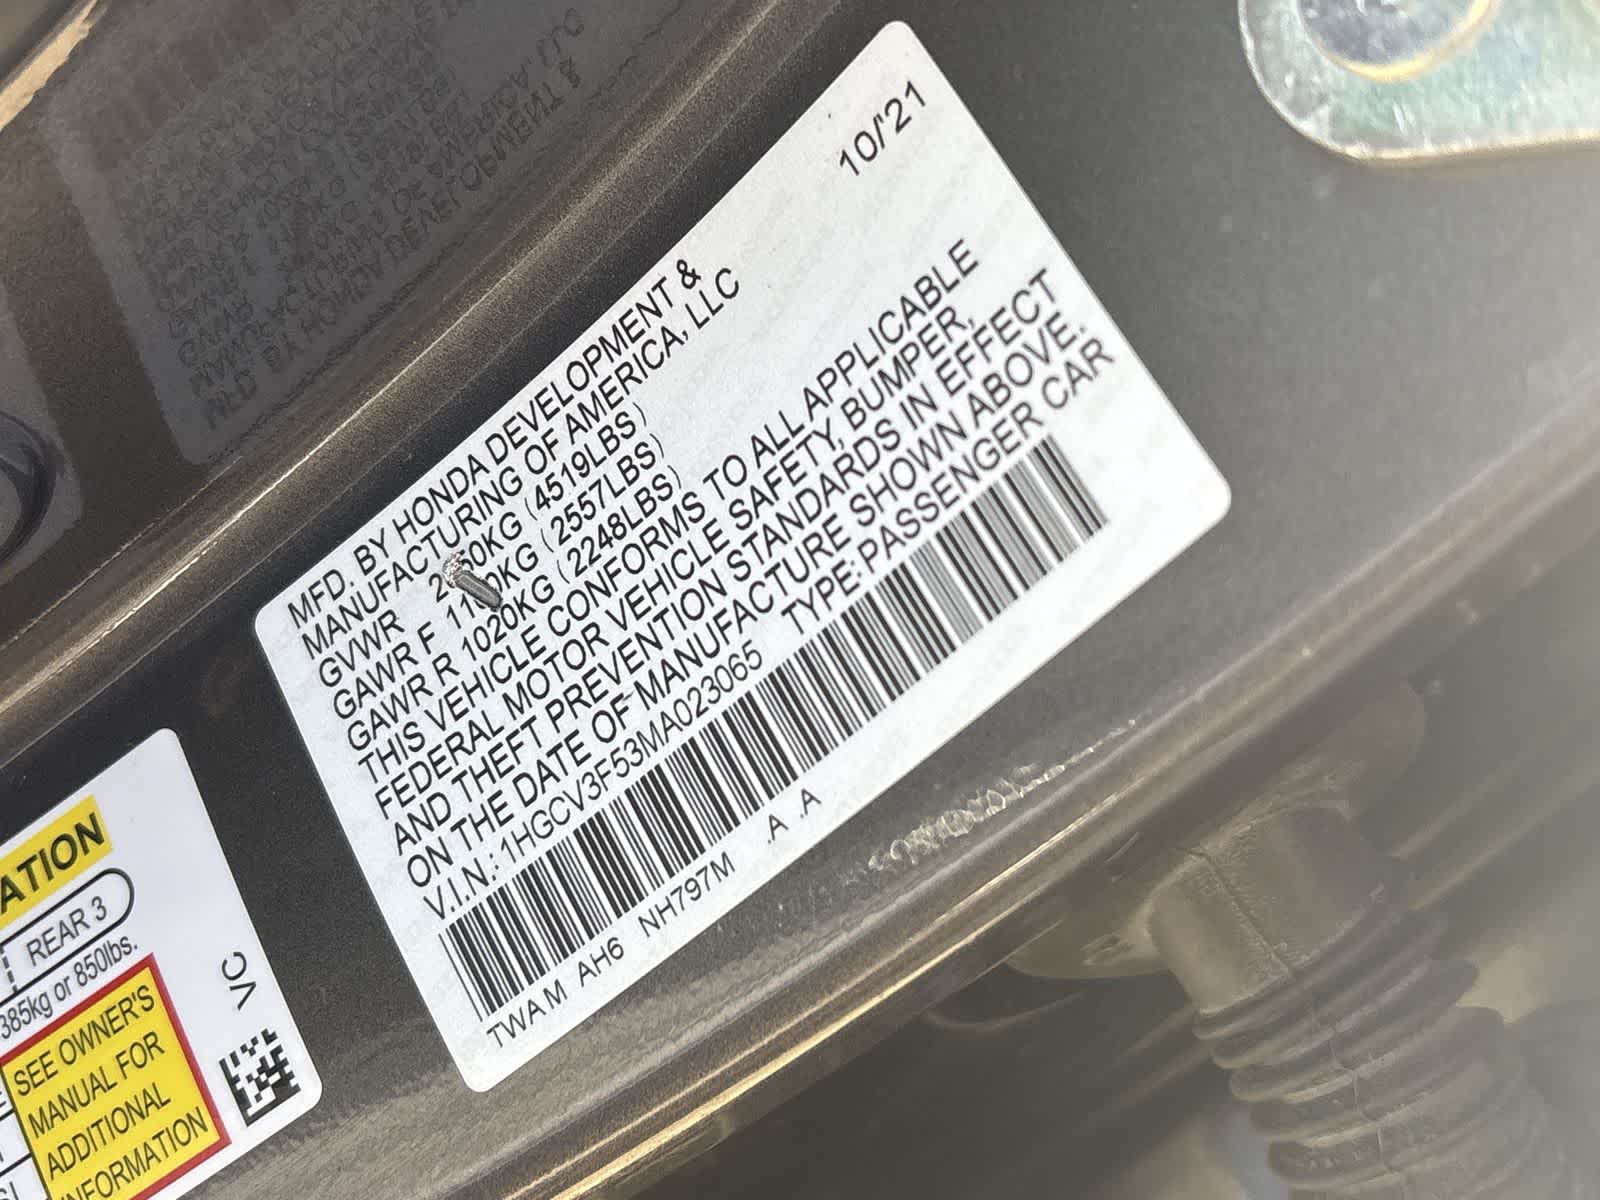 10/'21
MFD. BY HONDA DEVELOPMENT &
MANUFACTURING OF AMERICA, LLC
GVWR (4519LBS)
GAWR F (2557LBS)
GAWR R 1020KG (2248LBS)
THIS VEHICLE CONFORMS TO ALL APPLICABLE
FEDERAL MOTOR VEHICLE SAFETY, BUMPER,
AND THEFT PREVENTION STANDARDS IN EFFECT
ON THE DATE OF MANUFACTURE SHOWN ABOVE.
V.I.N.: 1HGCV3F53MA023065 TYPE: PASSENGER CAR
TWAM AH6 NH797M .A .A
REAR 3
385kg or 850lbs.
SEE OWNER'S
MANUAL FOR
ADDITIONAL
INFORMATION
VC